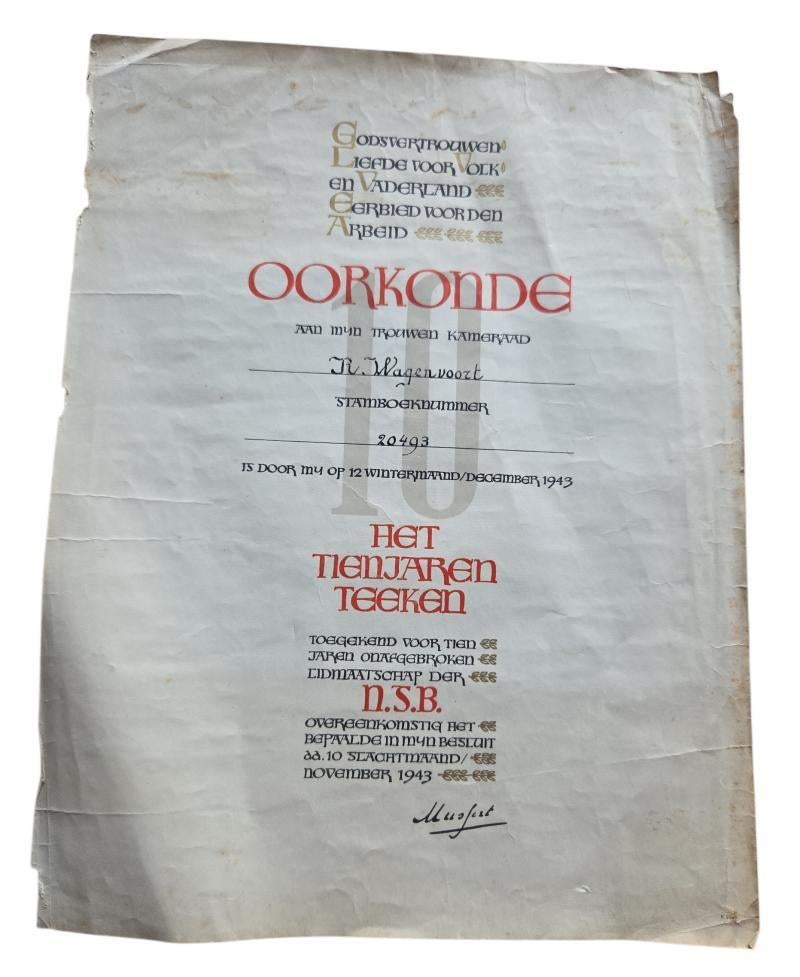 GODSVERTROUWEN
LIEFDE VOOR VOLK
EN VADERLAND
EERBIED VOOR DEN
ARBEID
10
OORKONDE
AAN MIJN TROUWEN KAMERAAD
R. Wagenvoort
STAMBOEKNUMMER
20493
IS DOOR MIJ OP 12 WINTERMAAND/DECEMBER 1943
HET
TIENJAREN
TEEKEN
TOEGEKEND VOOR TIEN
JAREN ONAFGEBROKEN
LIDMAATSCHAP DER
N.S.B.
OVEREENKOMSTIG HET
BEPAALDE IN MIJN BESLUIT
dd. 10 SLACHTMAAND/
NOVEMBER 1943
Mussert